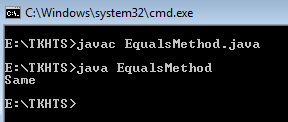 C:\Windows\system32\cmd.exe
E:\TKHTS>javac EqualsMethod.java
E:\TKHTS>java EqualsMethod
Same
E:\TKHTS>